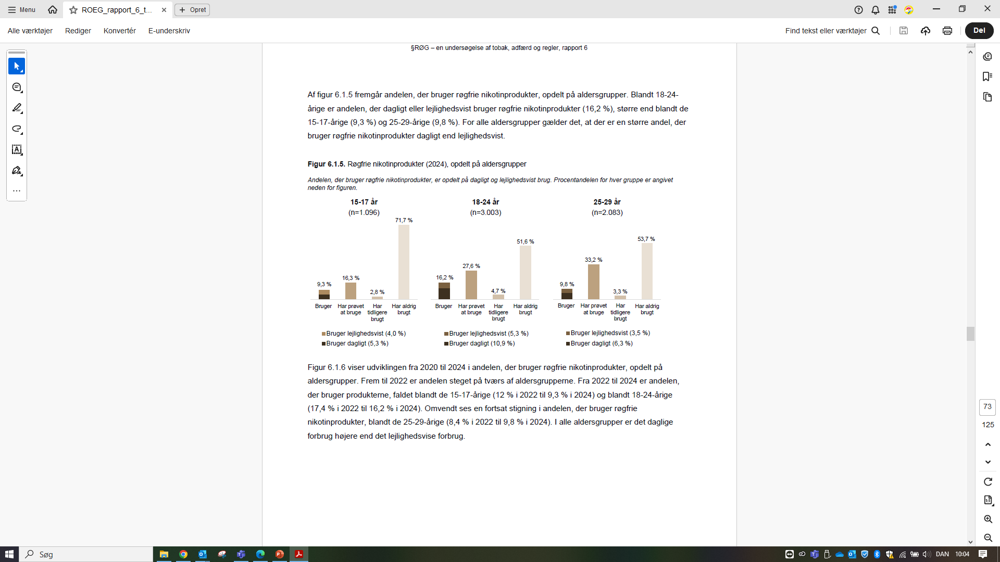 Menu
ROEG_rapport_6_t...
Opret
Alle værktøjer
Rediger
Konvertér
E-underskriv
Find tekst eller værktøjer
Del
§RØG – en undersøgelse af tobak, adfærd og regler, rapport 6
Af figur 6.1.5 fremgår andelen, der bruger røgfrie nikotinprodukter, opdelt på aldersgrupper. Blandt 18-24-
årige er andelen, der dagligt eller lejlighedsvist bruger røgfrie nikotinprodukter (16,2 %), større end blandt de
15-17-årige (9,3 %) og 25-29-årige (9,8 %). For alle aldersgrupper gælder det, at der er en større andel, der
bruger røgfrie nikotinprodukter dagligt end lejlighedsvist.
Figur 6.1.5. Røgfrie nikotinprodukter (2024), opdelt på aldersgrupper
Andelen, der bruger røgfrie nikotinprodukter, er opdelt på dagligt og lejlighedsvist brug. Procentandelen for hver gruppe er angivet
neden for figuren.
15-17 år
(n=1.096)
71,7 %
16,3 %
9,3 %
2,8 %
Bruger
Har prøvet
at bruge
Har
tidligere
brugt
Har aldrig
brugt
Bruger lejlighedsvist (4,0 %)
Bruger dagligt (5,3 %)
18-24 år
(n=3.003)
51,6 %
27,6 %
16,2 %
4,7 %
Bruger
Har prøvet
at bruge
Har
tidligere
brugt
Har aldrig
brugt
Bruger lejlighedsvist (5,3 %)
Bruger dagligt (10,9 %)
25-29 år
(n=2.083)
53,7 %
33,2 %
9,8 %
3,3 %
Bruger
Har prøvet
at bruge
Har
tidligere
brugt
Har aldrig
brugt
Bruger lejlighedsvist (3,5 %)
Bruger dagligt (6,3 %)
Figur 6.1.6 viser udviklingen fra 2020 til 2024 i andelen, der bruger røgfrie nikotinprodukter, opdelt på
aldersgrupper. Frem til 2022 er andelen steget på tværs af aldersgrupperne. Fra 2022 til 2024 er andelen,
der bruger produkterne, faldet blandt de 15-17-årige (12 % i 2022 til 9,3 % i 2024) og blandt 18-24-årige
(17,4 % i 2022 til 16,2 % i 2024). Omvendt ses en fortsat stigning i andelen, der bruger røgfrie
nikotinprodukter, blandt de 25-29-årige (8,4 % i 2022 til 9,8 % i 2024). I alle aldersgrupper er det daglige
forbrug højere end det lejlighedsvise forbrug.
73
125
Søg
DAN
10:04